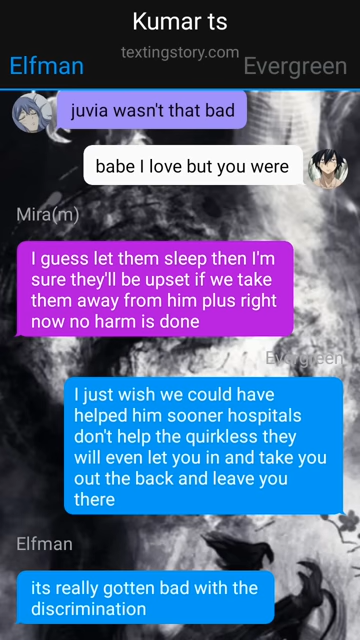 Kumar ts
textingstory.com
Elfman
Evergreen
juvia wasn't that bad
babe I love but you were
Mira(m)
I guess let them sleep then I'm
sure they'll be upset if we take
them away from him plus right
now no harm is done
Evergreen
I just wish we could have
helped him sooner hospitals
don't help the quirkless they
will even let you in and take you
out the back and leave you
there
Elfman
its really gotten bad with the
discrimination